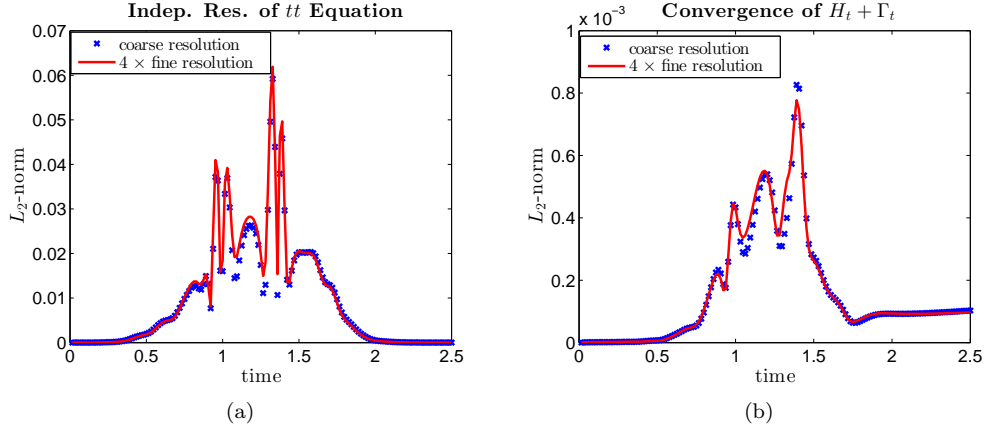 Indep. Res. of tt Equation
0.07
0.06
0.05
0.04
0.03
0.02
0.01
0
L₂-norm
coarse resolution
4 × fine resolution
0 0.5 1 1.5 2 2.5
time
(a)
Convergence of Hₜ + Γₜ
x 10⁻³
1
0.8
0.6
0.4
0.2
0
L₂-norm
coarse resolution
4 × fine resolution
0 0.5 1 1.5 2 2.5
time
(b)